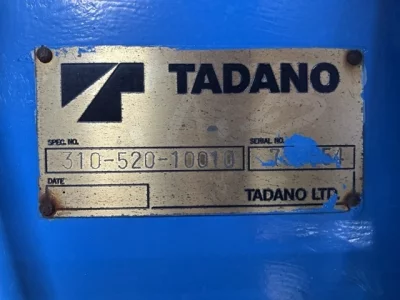 TADANO
SPEC. NO. SERIAL NO.
310-520-10010
DATE
TADANO LTD.